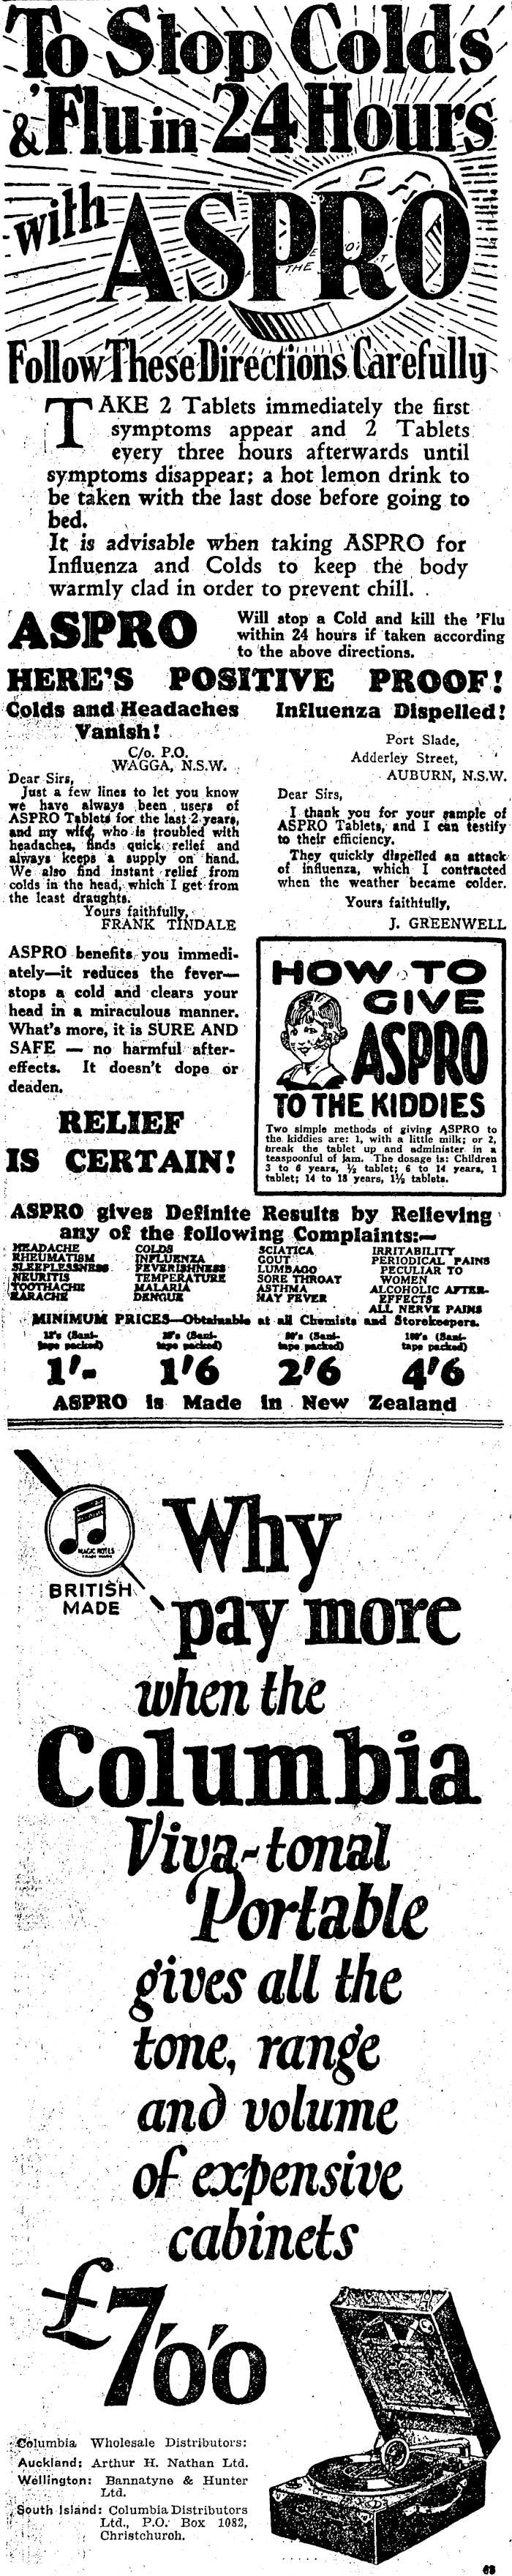 To Stop Colds
& 'Flu in 24 Hours
with ASPRO
Follow These Directions Carefully
TAKE 2 Tablets immediately the first
symptoms appear and 2 Tablets
every three hours afterwards until
symptoms disappear; a hot lemon drink to
be taken with the last dose before going to
bed.
It is advisable when taking ASPRO for
Influenza and Colds to keep the body
warmly clad in order to prevent chill.
ASPRO
Will stop a Cold and kill the 'Flu
within 24 hours if taken according
to the above directions.
HERE'S POSITIVE PROOF!
Colds and Headaches
Vanish!
C/o. P.O.
WAGGA, N.S.W.
Dear Sirs,
Just a few lines to let you know
we have always been users of
ASPRO Tablets for the last 2 years,
and my wife, who is troubled with
headaches, finds quick relief and
always keeps a supply on hand.
We also find instant relief from
colds in the head, which I get from
the least draughts.
Yours faithfully,
FRANK TINDALE
Influenza Dispelled!
Port Slade,
Adderley Street,
AUBURN, N.S.W.
Dear Sirs,
I thank you for your sample of
ASPRO Tablets, and I can testify
to their efficiency.
They quickly dispelled an attack
of influenza, which I contracted
when the weather became colder.
Yours faithfully,
J. GREENWELL
ASPRO benefits you immedi-
ately—it reduces the fever—
stops a cold and clears your
head in a miraculous manner.
What's more, it is SURE AND
SAFE — no harmful after-
effects. It doesn't dope or
deaden.
RELIEF
IS CERTAIN!
HOW TO
GIVE
ASPRO
TO THE KIDDIES
Two simple methods of giving ASPRO to
the kiddies are: 1, with a little milk; or 2,
break the tablet up and administer in a
teaspoonful of jam. The dosage is: Children
3 to 6 years, ½ tablet; 6 to 14 years, 1
tablet; 14 to 18 years, 1½ tablets.
ASPRO gives Definite Results by Relieving
any of the following Complaints:—
HEADACHE
RHEUMATISM
SLEEPLESSNESS
NEURITIS
TOOTHACHE
EARACHE
COLDS
INFLUENZA
FEVERISHNESS
TEMPERATURE
MALARIA
DENGUE
SCIATICA
GOUT
LUMBAGO
SORE THROAT
ASTHMA
HAY FEVER
IRRITABILITY
PERIODICAL PAINS
PECULIAR TO
WOMEN
ALCOHOLIC AFTER-
EFFECTS
ALL NERVE PAINS
MINIMUM PRICES—Obtainable at all Chemists and Storekeepers.
12's (Sani-
tape packed)
1'/-
(Sani-
tape packed)
1'6
(Sani-
tape packed)
2'6
100's (Sani-
tape packed)
4'6
ASPRO is Made in New Zealand
MAGIC NOTES
TRADE MARK
BRITISH
MADE
Why
pay more
when the
Columbia
Viva-tonal
Portable
gives all the
tone, range
and volume
of expensive
cabinets
£7'0'0
Columbia Wholesale Distributors:
Auckland: Arthur H. Nathan Ltd.
Wellington: Bannatyne & Hunter
Ltd.
South Island: Columbia Distributors
Ltd., P.O. Box 1082,
Christchurch.